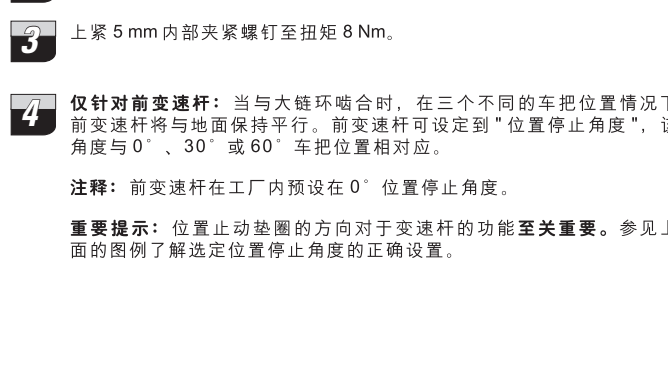 3 上紧 5 mm 内部夹紧螺钉至扭矩 8 Nm。
4 仅针对前变速杆：当与大链环啮合时，在三个不同的车把位置情况下
前变速杆将与地面保持平行。前变速杆可设定到 "位置停止角度"，
角度与 0°、30° 或 60° 车把位置相对应。
注释：前变速杆在工厂内预设在 0° 位置停止角度。
重要提示：位置止动垫圈的方向对于变速杆的功能至关重要。参见
面的图例了解选定位置停止角度的正确设置。